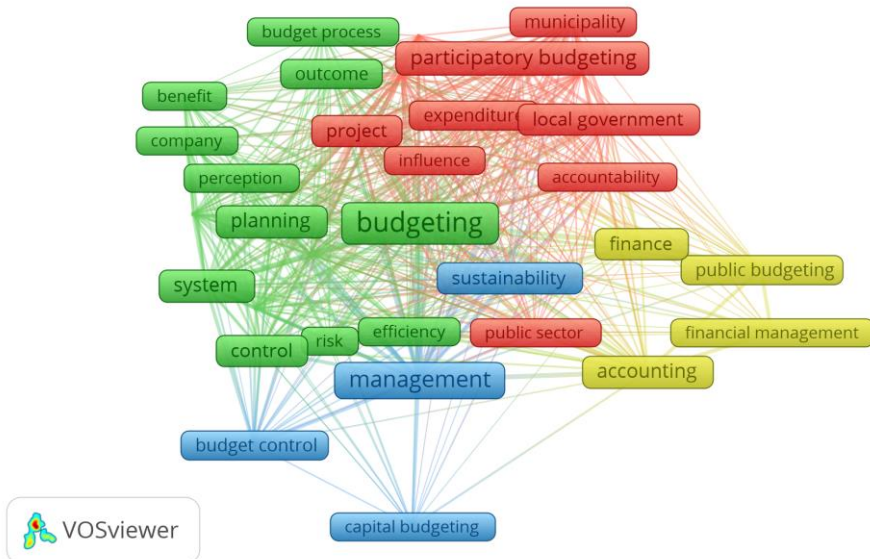 municipality
budget process
participatory budgeting
outcome
benefit
expenditure
local government
project
company
influence
perception
accountability
planning
budgeting
finance
public budgeting
sustainability
system
efficiency
public sector
financial management
risk
control
management
accounting
budget control
capital budgeting
VOSviewer